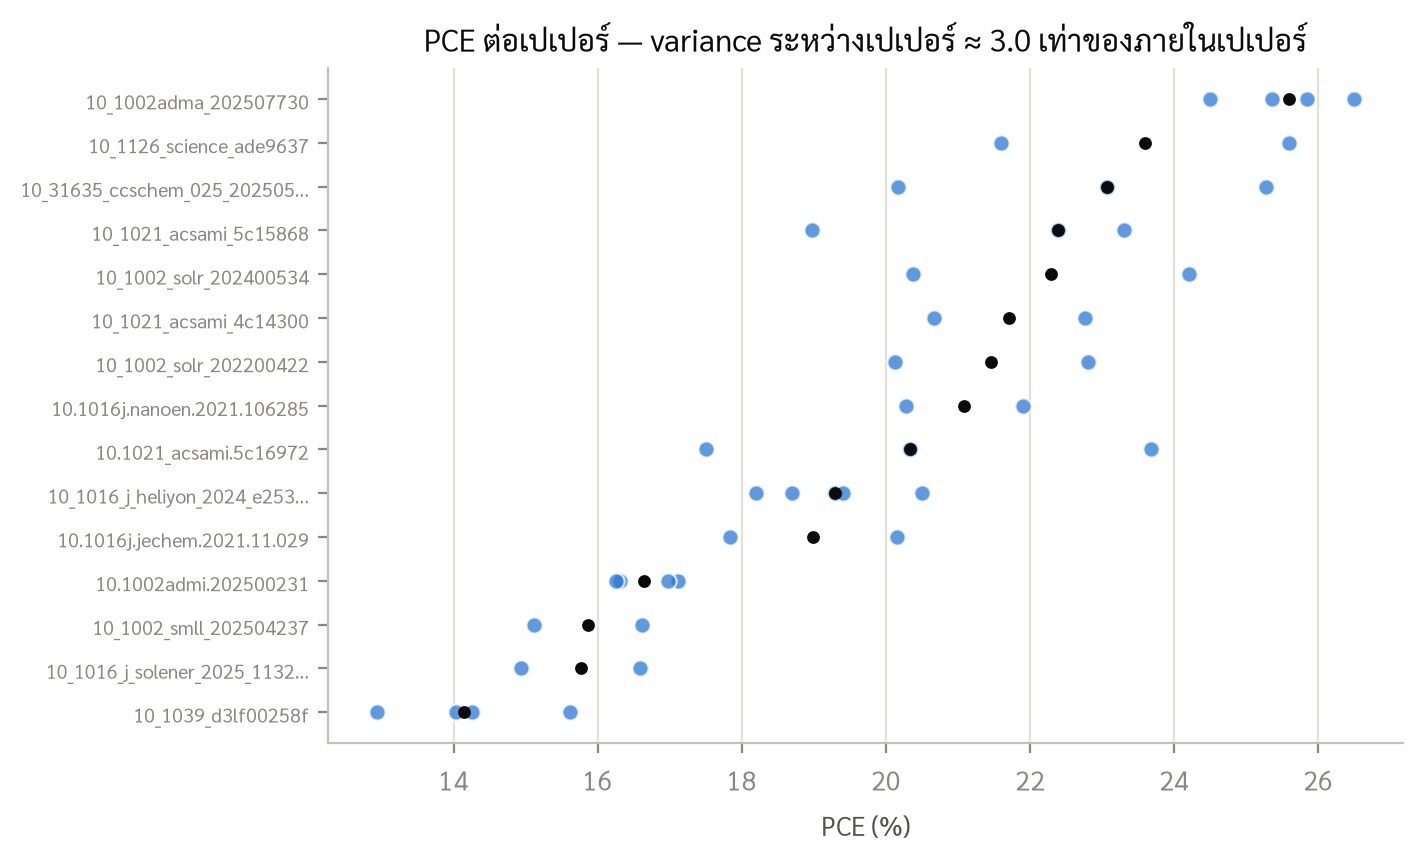 PCE ต่อเปเปอร์ — variance ระหว่างเปเปอร์ ≈ 3.0 เท่าของภายในเปเปอร์
10_1002adma_202507730
10_1126_science_ade9637
10_31635_ccschem_025_202505…
10_1021_acsami_5c15868
10_1002_solr_202400534
10_1021_acsami_4c14300
10_1002_solr_202200422
10.1016j.nanoen.2021.106285
10.1021_acsami.5c16972
10_1016_j_heliyon_2024_e253…
10.1016j.jechem.2021.11.029
10.1002admi.202500231
10_1002_smll_202504237
10_1016_j_solener_2025_1132…
10_1039_d3lf00258f
14 16 18 20 22 24 26
PCE (%)